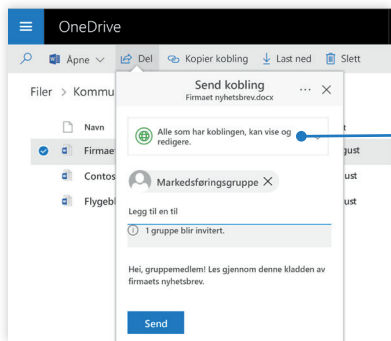 OneDrive
Åpne
Del
Kopier kobling
Last ned
Slett
Filer > Kommu
Send kobling
Firmaet nyhetsbrev.docx
Navn
Alle som har koblingen, kan vise og
redigere.
Firmae
gust
Contos
ust
Markedsføringsgruppe
Flygebl
ust
Legg til en til
1 gruppe blir invitert.
Hei, gruppemedlem! Les gjennom denne kladden av
firmaets nyhetsbrev.
Send